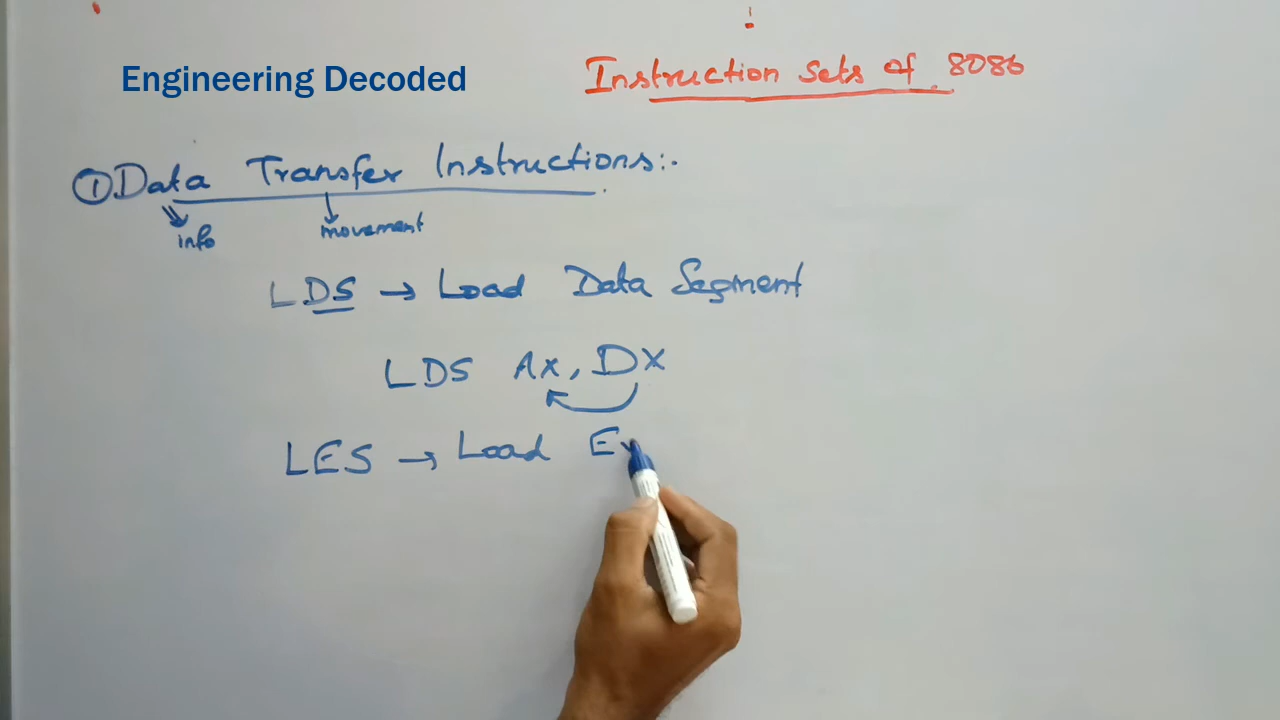 Engineering Decoded
Instruction sets of 8086
① Data Transfer Instructions:.
info
movement
LDS → Load Data Segment
LDS AX, DX
LES → Load Ex